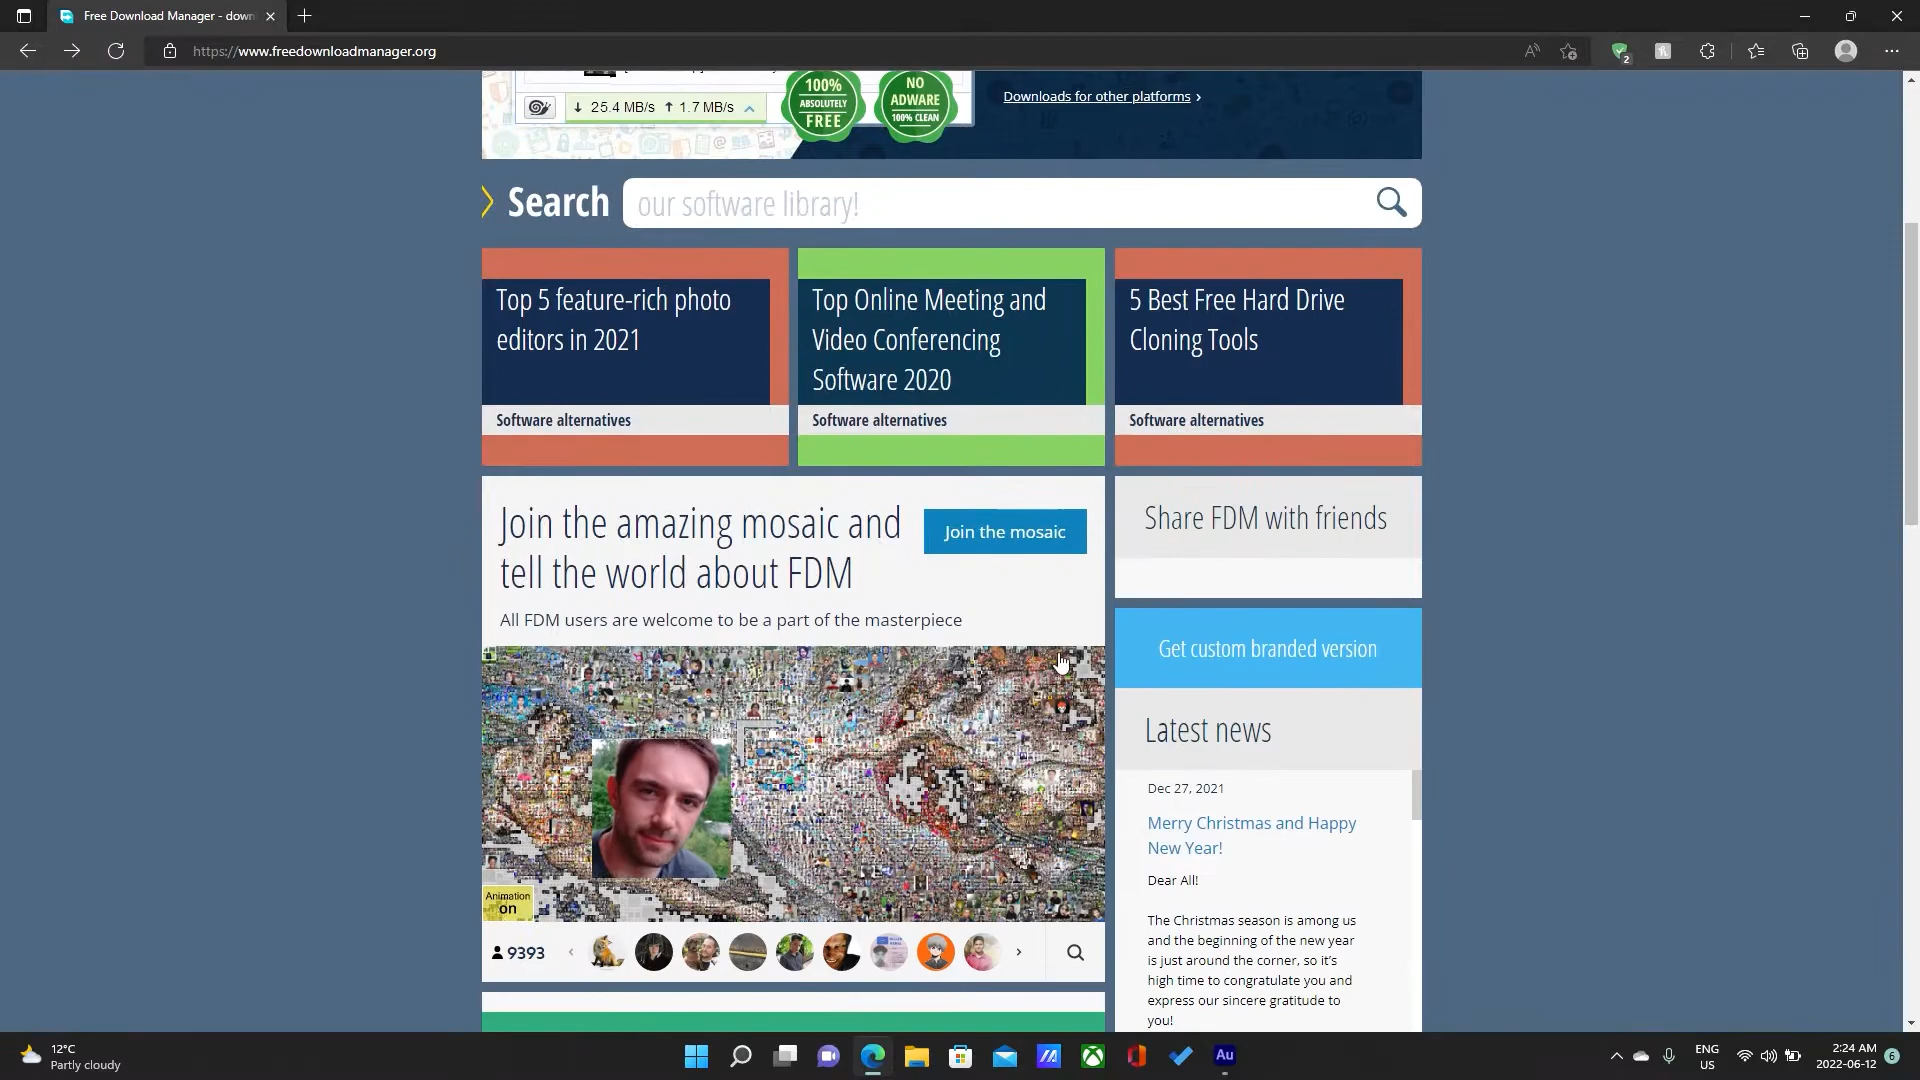 Free Download Manager - down
https://www.freedownloadmanager.org
2
25.4 MB/s 1.7 MB/s
100%
ABSOLUTELY
FREE
NO
ADWARE
100% CLEAN
Downloads for other platforms ›
Search
our software library!
Top 5 feature-rich photo
editors in 2021
Software alternatives
Top Online Meeting and
Video Conferencing
Software 2020
Software alternatives
5 Best Free Hard Drive
Cloning Tools
Software alternatives
Join the amazing mosaic and
tell the world about FDM
Join the mosaic
All FDM users are welcome to be a part of the masterpiece
Animation
on
9393
Share FDM with friends
Get custom branded version
Latest news
Dec 27, 2021
Merry Christmas and Happy
New Year!
Dear All!
The Christmas season is among us
and the beginning of the new year
is just around the corner, so it's
high time to congratulate you and
express our sincere gratitude to
you!
12°C
Partly cloudy
Au
ENG
US
2:24 AM
2022-06-12
6